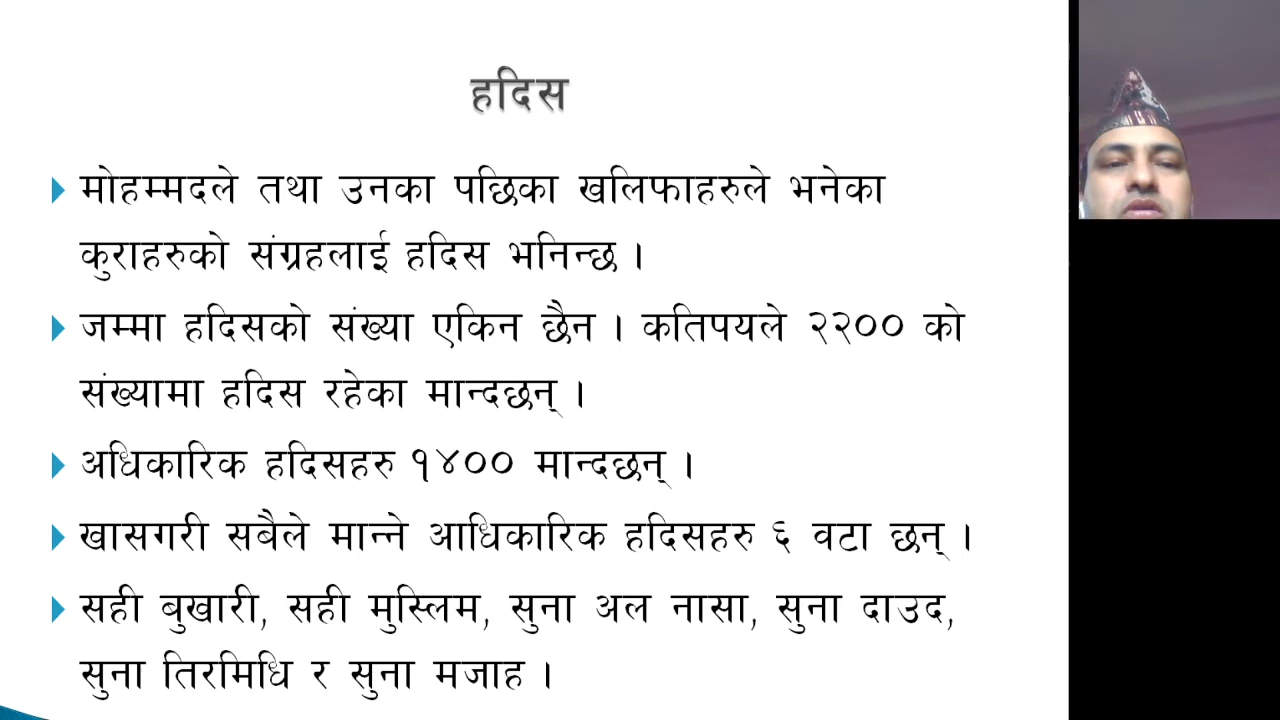 हदिस
मोहम्मदले तथा उनका पछिका खलिफाहरुले भनेका
कुराहरुको संग्रहलाई हदिस भनिन्छ ।
जम्मा हदिसको संख्या एकिन छैन । कतिपयले २२०० को
संख्यामा हदिस रहेका मान्दछन् ।
अधिकारिक हदिसहरु १४०० मान्दछन् ।
खासगरी सबैले मान्ने आधिकारिक हदिसहरु ६ वटा छन् ।
सही बुखारी, सही मुस्लिम, सुना अल नासा, सुना दाउद,
सुना तिरमिधि र सुना मजाह ।